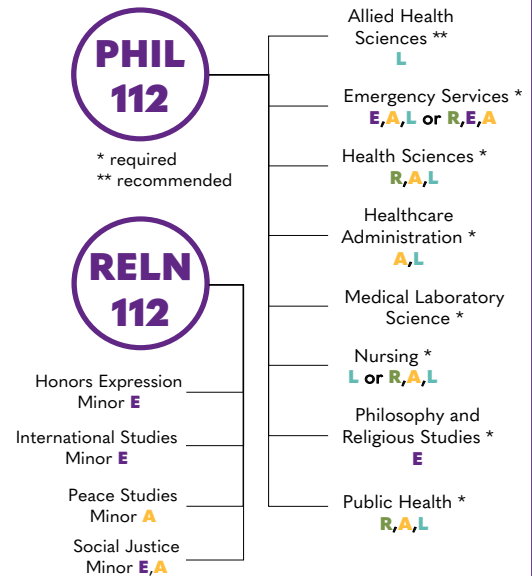 PHIL
112
* required
** recommended
Allied Health
Sciences **
L
Emergency Services *
E,A,L or R,E,A
Health Sciences *
R,A,L
Healthcare
Administration *
A,L
Medical Laboratory
Science *
Nursing *
L or R,A,L
Philosophy and
Religious Studies *
E
Public Health *
R,A,L
RELN
112
Honors Expression
Minor E
International Studies
Minor E
Peace Studies
Minor A
Social Justice
Minor E,A